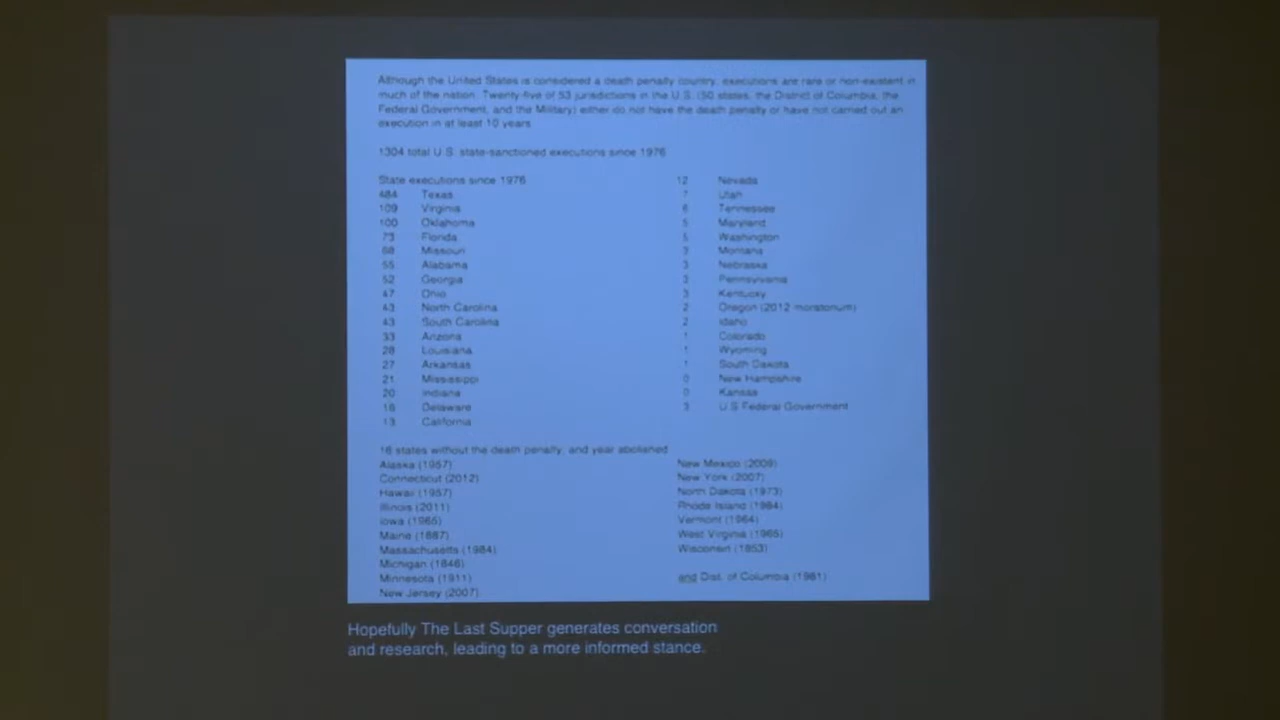 Although the United States is considered a death penalty country, executions are rare or non-existent in
much of the nation. Twenty-five of 53 jurisdictions in the U.S. (50 states, the District of Columbia, the
Federal Government, and the Military) either do not have the death penalty or have not carried out an
execution in at least 10 years.
1304 total U.S. state-sanctioned executions since 1976
State executions since 1976
484 Texas
109 Virginia
100 Oklahoma
73 Florida
68 Missouri
55 Alabama
52 Georgia
47 Ohio
43 North Carolina
43 South Carolina
33 Arizona
28 Louisiana
27 Arkansas
21 Mississippi
20 Indiana
16 Delaware
13 California
12 Nevada
7 Utah
6 Tennessee
5 Maryland
5 Washington
3 Montana
3 Nebraska
3 Pennsylvania
3 Kentucky
2 Oregon (2012 moratorium)
2 Idaho
1 Colorado
1 Wyoming
1 South Dakota
0 New Hampshire
0 Kansas
3 U.S Federal Government
states without the death penalty, and year abolished
Alaska (1957)
Connecticut (2012)
Hawaii (1957)
Illinois (2011)
Iowa (1965)
Maine (1887)
Massachusetts (1984)
Michigan (1846)
Minnesota (1911)
New Jersey (2007)
New Mexico (2009)
New York (2007)
North Dakota (1973)
Rhode Island (1984)
Vermont (1964)
West Virginia (1965)
Wisconsin (1853)
and Dist. of Columbia (1981)
Hopefully The Last Supper generates conversation
and research, leading to a more informed stance.